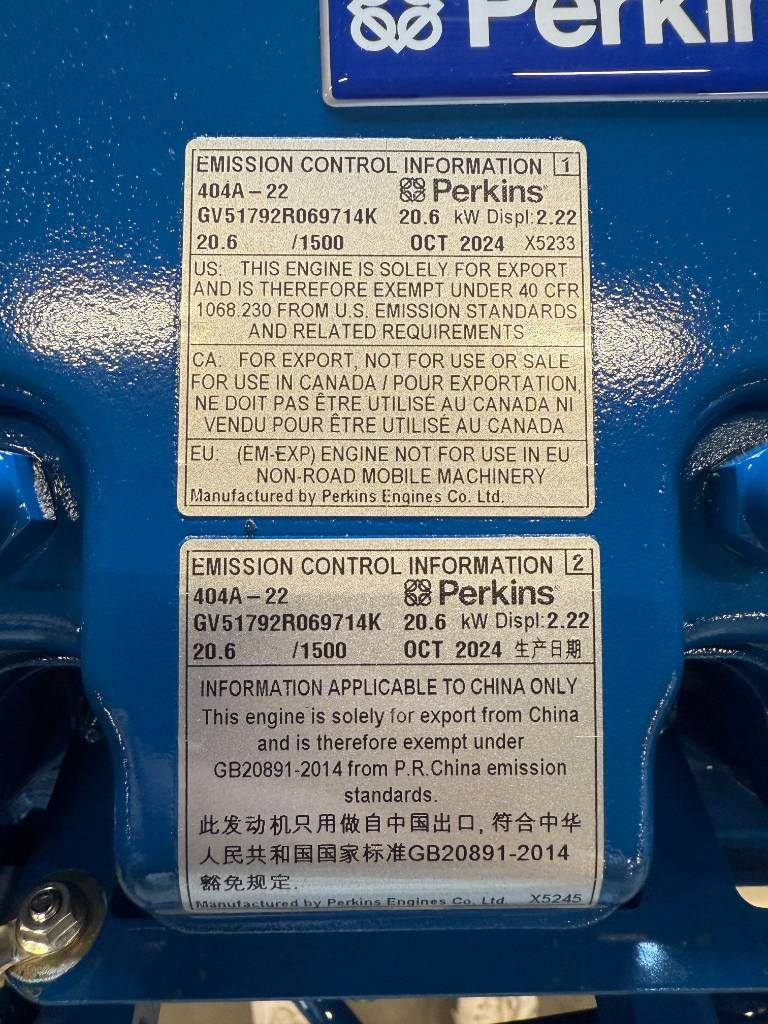 Perkin
EMISSION CONTROL INFORMATION 1
404A-22 Perkins
GV51792R069714K 20.6 kW Displ:2.22
20.6 /1500 OCT 2024 X5233
US: THIS ENGINE IS SOLELY FOR EXPORT
AND IS THEREFORE EXEMPT UNDER 40 CFR
1068.230 FROM U.S. EMISSION STANDARDS
AND RELATED REQUIREMENTS
CA: FOR EXPORT, NOT FOR USE OR SALE
FOR USE IN CANADA / POUR EXPORTATION,
NE DOIT PAS ÊTRE UTILISÉ AU CANADA NI
VENDU POUR ÊTRE UTILISÉ AU CANADA
EU: (EM-EXP) ENGINE NOT FOR USE IN EU
NON-ROAD MOBILE MACHINERY
Manufactured by Perkins Engines Co. Ltd.
EMISSION CONTROL INFORMATION 2
404A-22 Perkins
GV51792R069714K 20.6 kW Displ:2.22
20.6 /1500 OCT 2024 生产日期
INFORMATION APPLICABLE TO CHINA ONLY
This engine is solely for export from China
and is therefore exempt under
GB20891-2014 from P.R.China emission
standards.
此发动机只用做自中国出口, 符合中华
人民共和国国家标准GB20891-2014
豁免规定.
Manufactured by Perkins Engines Co. Ltd. X5245